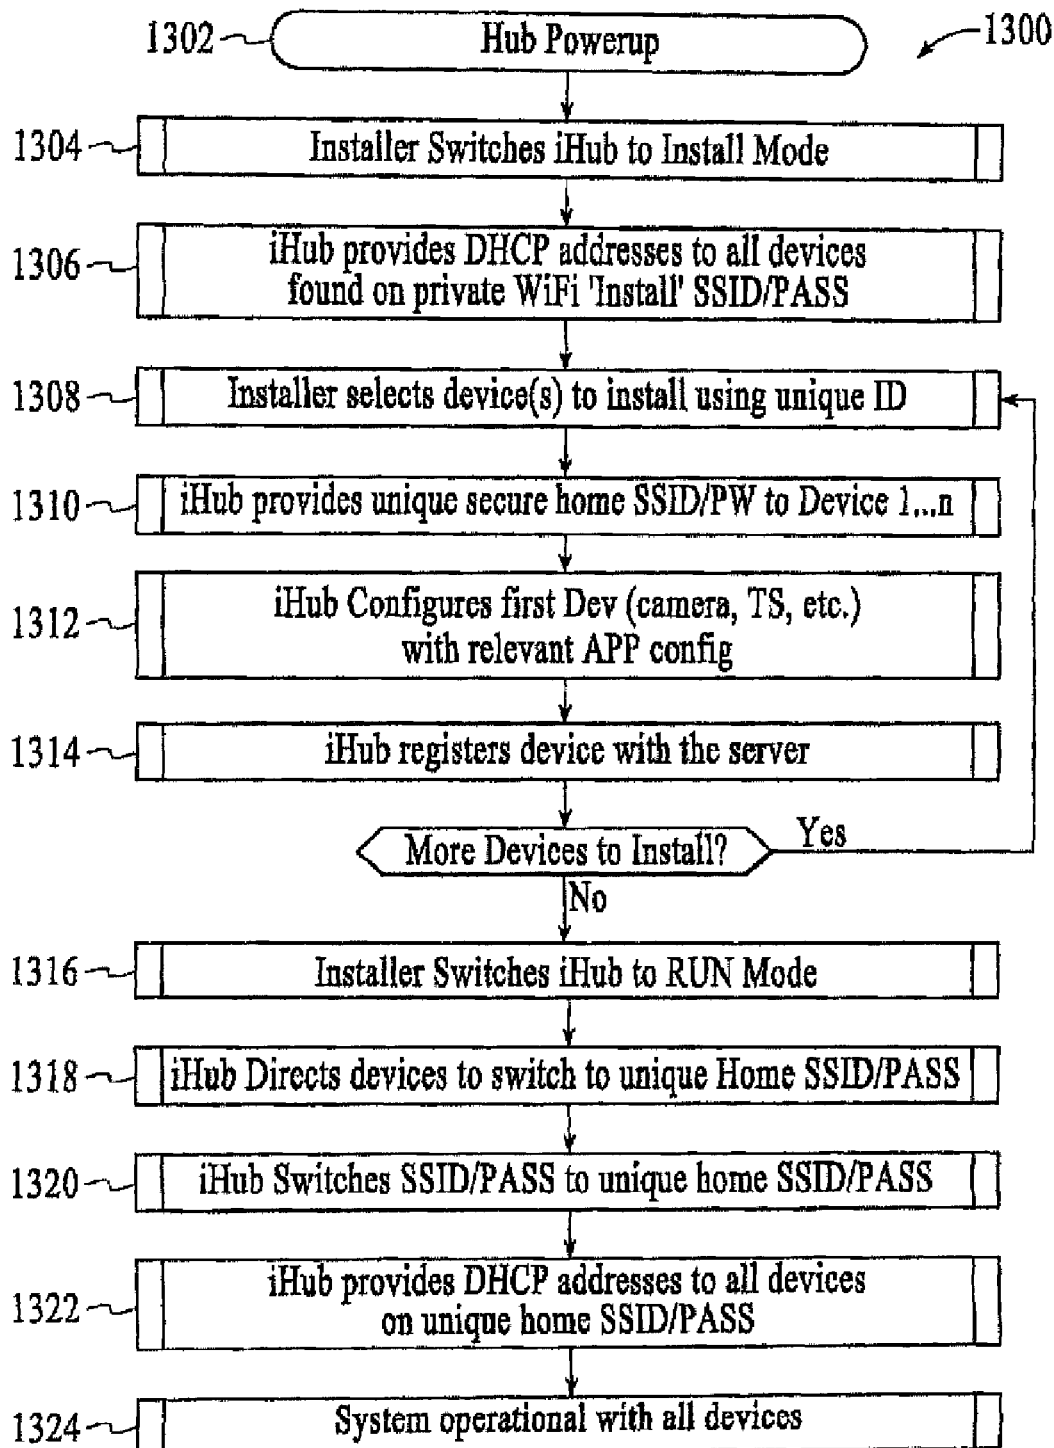 1302 Hub Powerup 1300
1304 Installer Switches iHub to Install Mode
1306 iHub provides DHCP addresses to all devices
found on private WiFi 'Install' SSID/PASS
1308 Installer selects device(s) to install using unique ID
1310 iHub provides unique secure home SSID/PW to Device 1...n
1312 iHub Configures first Dev (camera, TS, etc.)
with relevant APP config
1314 iHub registers device with the server
More Devices to Install? Yes
No
1316 Installer Switches iHub to RUN Mode
1318 iHub Directs devices to switch to unique Home SSID/PASS
1320 iHub Switches SSID/PASS to unique home SSID/PASS
1322 iHub provides DHCP addresses to all devices
on unique home SSID/PASS
1324 System operational with all devices